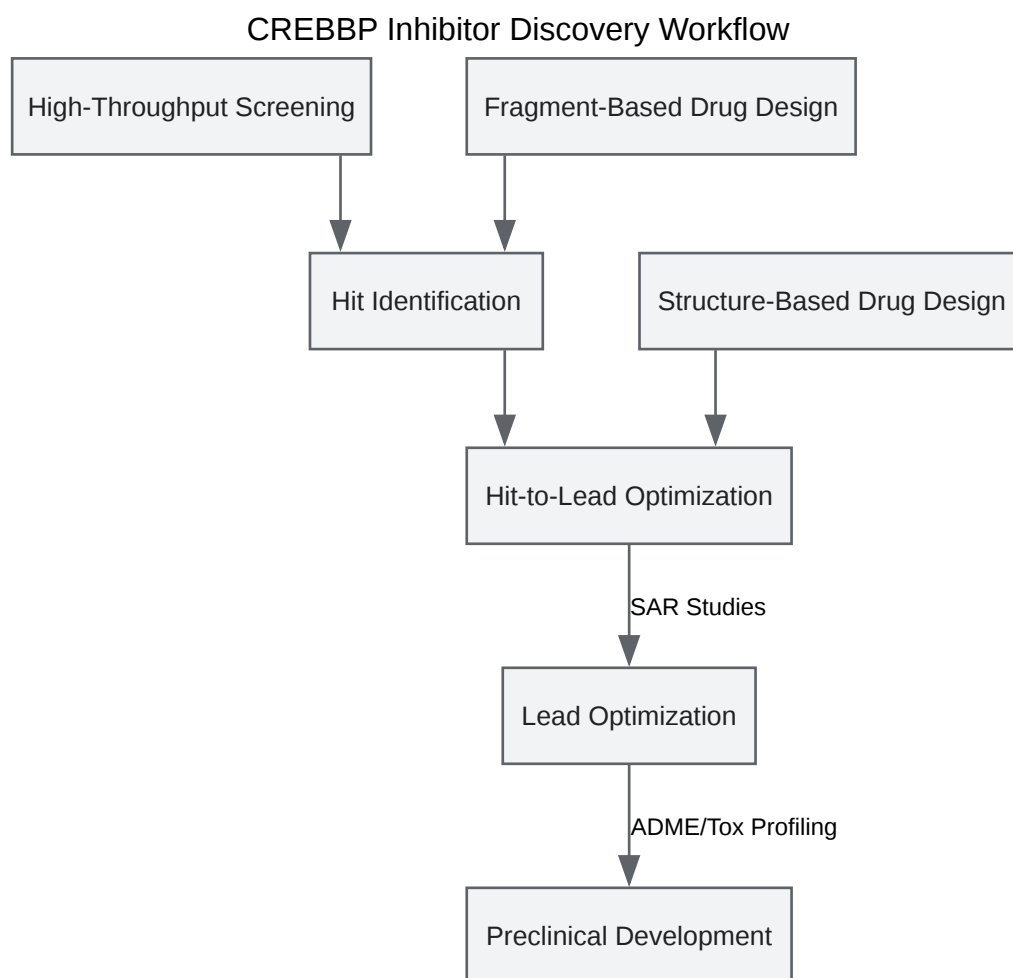 CREBBP Inhibitor Discovery Workflow
High-Throughput Screening
Fragment-Based Drug Design
Hit Identification
Structure-Based Drug Design
Hit-to-Lead Optimization
SAR Studies
Lead Optimization
ADME/Tox Profiling
Preclinical Development